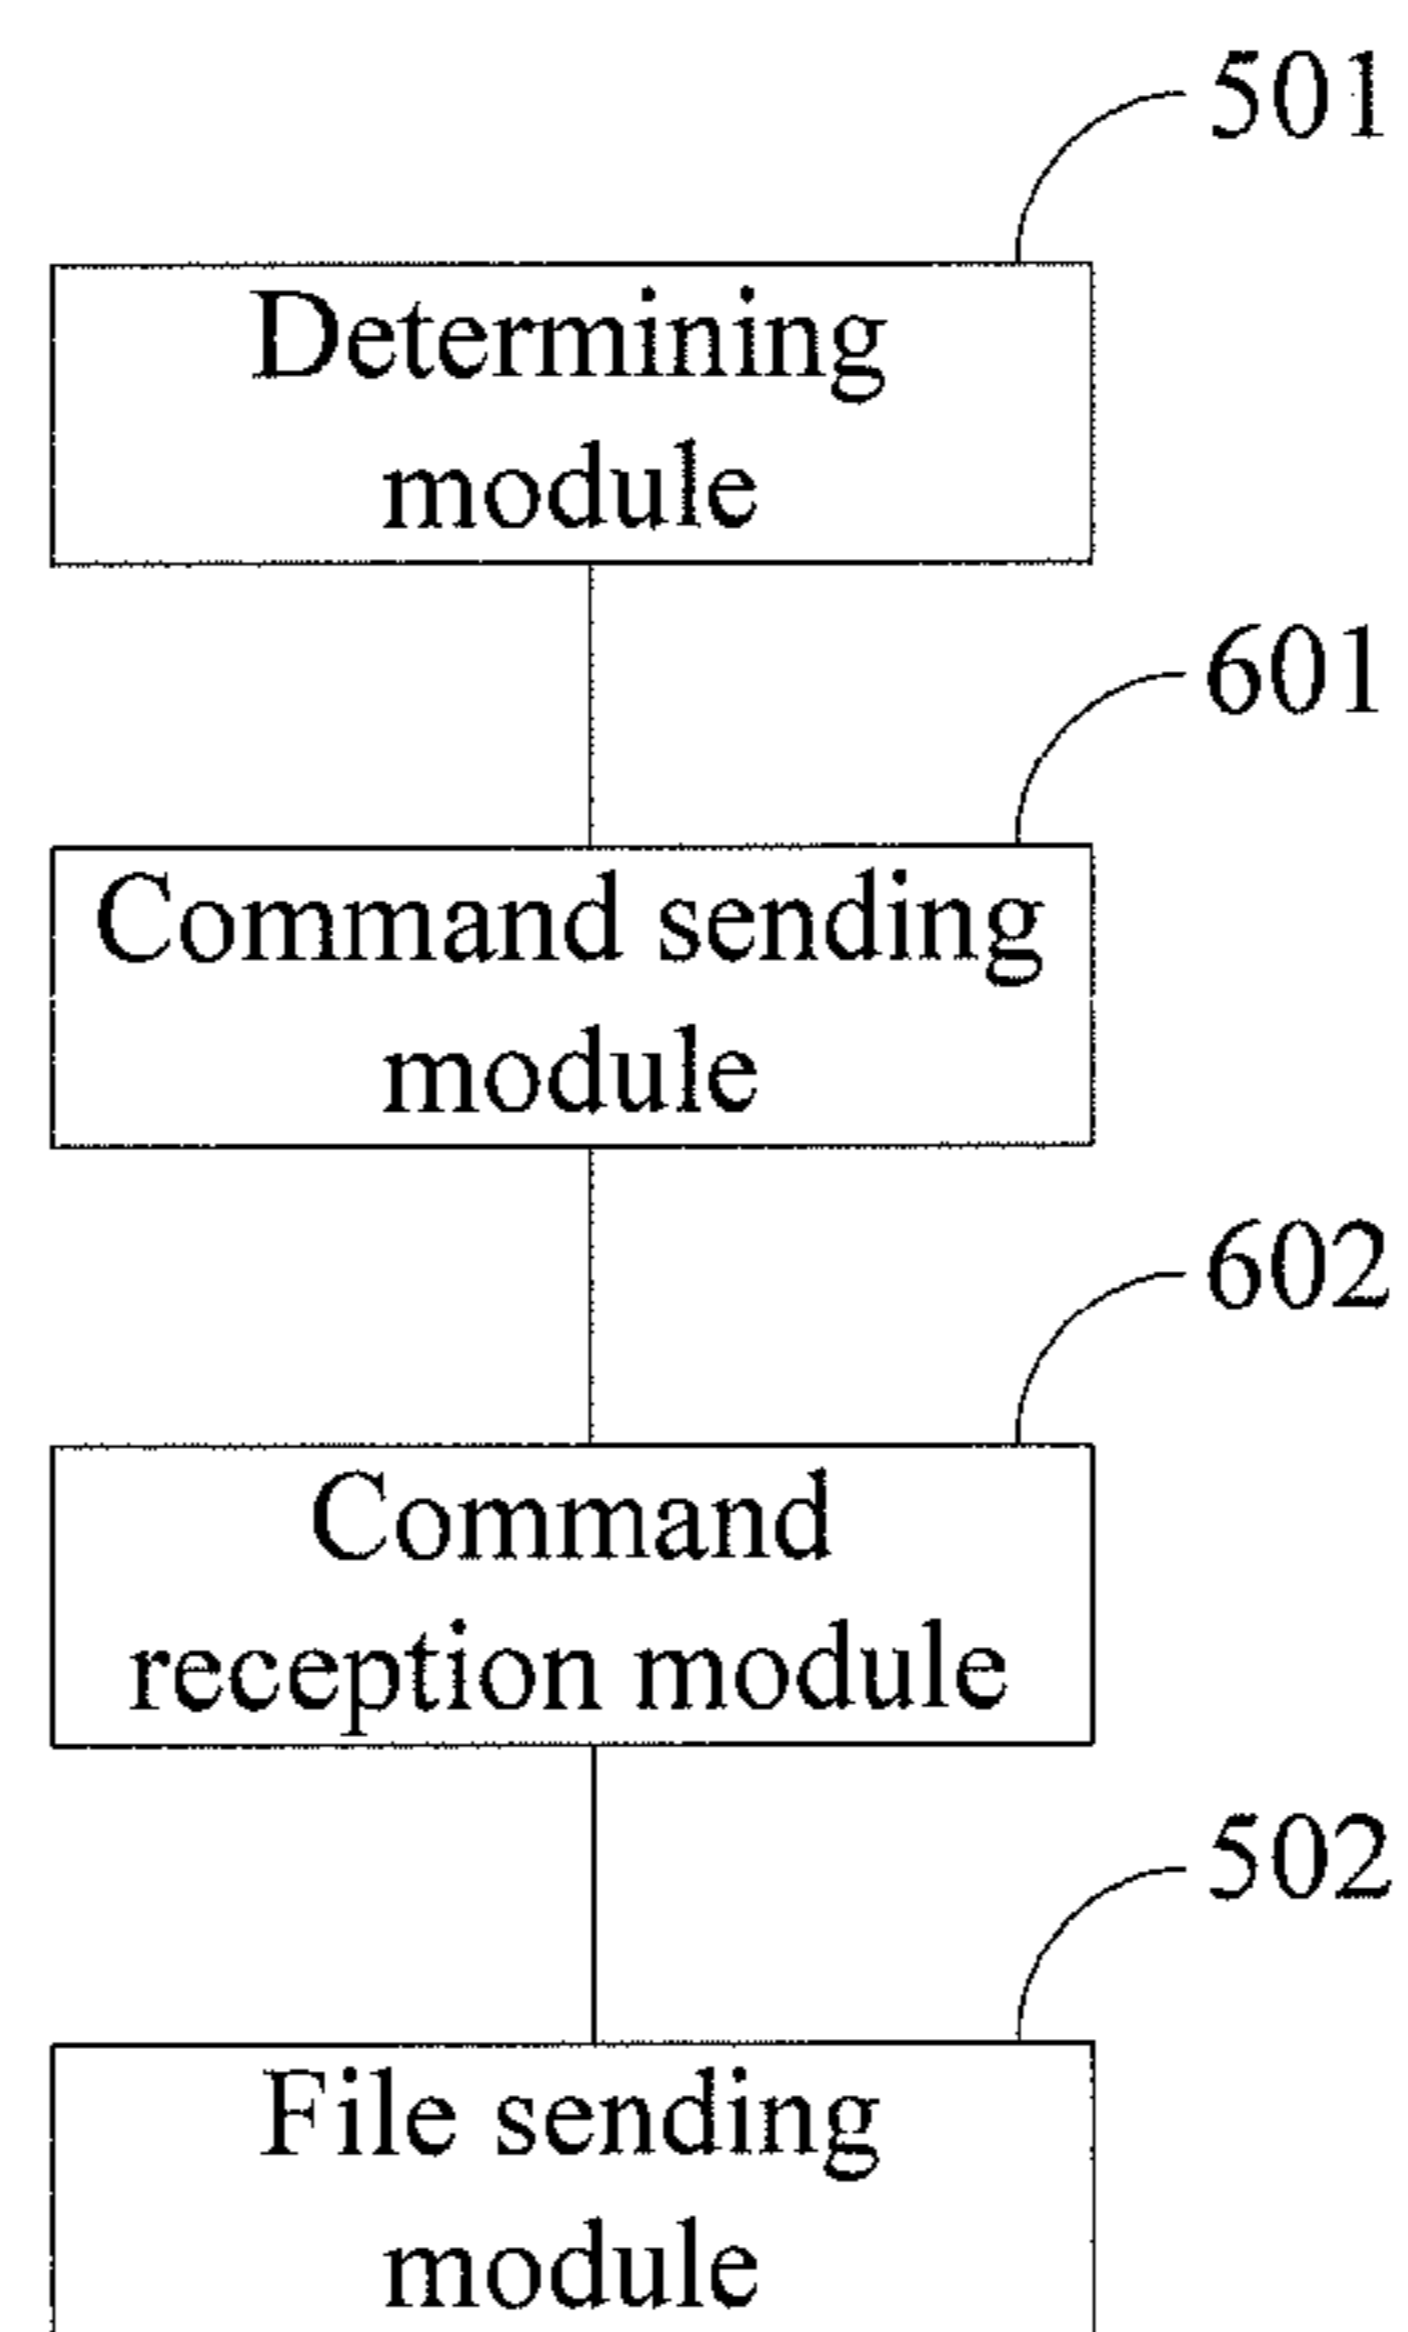 501
Determining
module
601
Command sending
module
602
Command
reception module
502
File sending
module